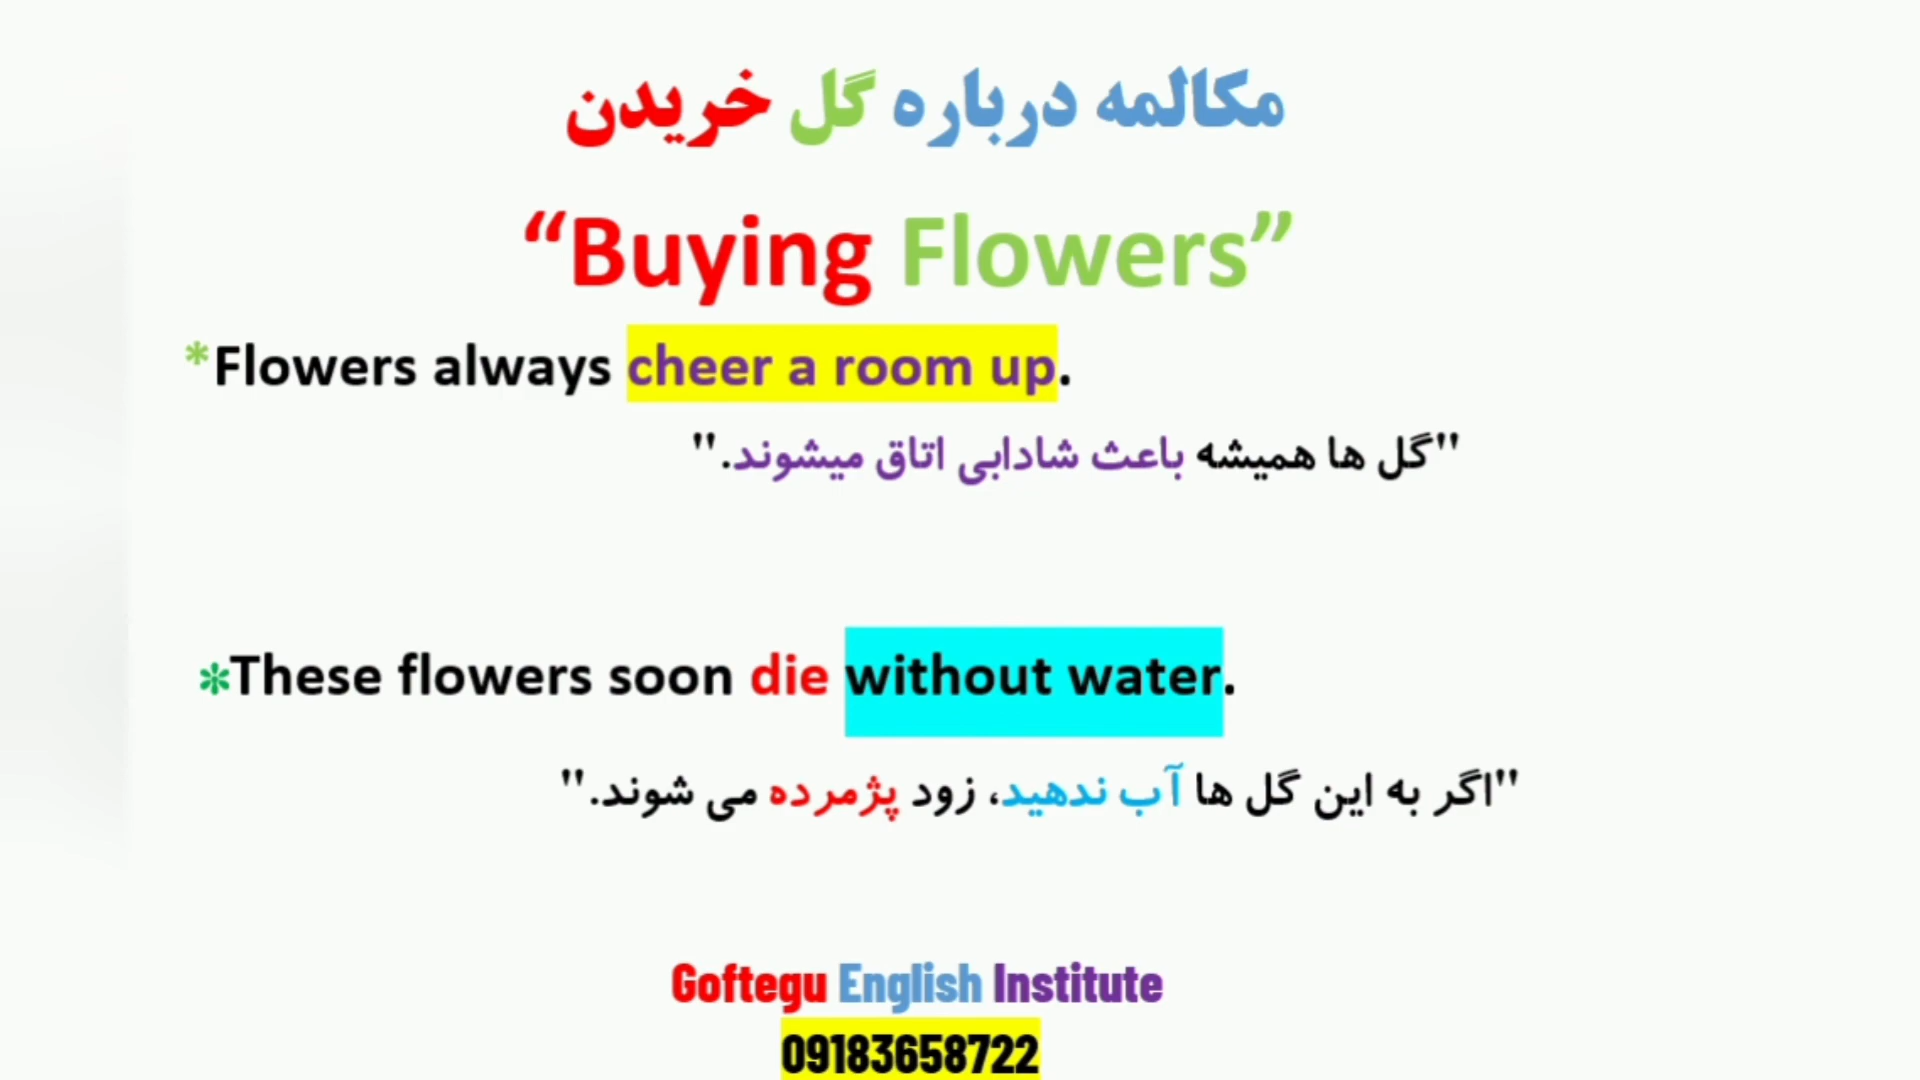 مکالمه درباره گل خریدن
“Buying Flowers”
*Flowers always cheer a room up.
"گل ها همیشه باعث شادابی اتاق میشوند."
✻These flowers soon die without water.
"اگر به این گل ها آب ندهید، زود پژمرده می شوند."
Goftegu English Institute
09183658722